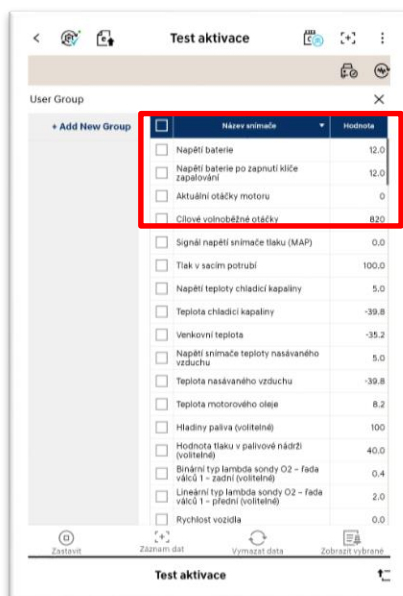 Test aktivace
User Group
+ Add New Group
Název snímače
Hodnota
Napětí baterie 12.0
Napětí baterie po zapnutí klíče
zapalování 12.0
Aktuální otáčky motoru 0
Cílové volnoběžné otáčky 820
Signál napětí snímače tlaku (MAP) 0.0
Tlak v sacím potrubí 100.0
Napětí teploty chladicí kapaliny 5.0
Teplota chladicí kapaliny -39.8
Venkovní teplota -35.2
Napětí snímače teploty nasávaného
vzduchu 5.0
Teplota nasávaného vzduchu -39.8
Teplota motorového oleje 8.2
Hladiny paliva (volitelné) 100
Hodnota tlaku v palivové nádrži
(volitelné) 40.0
Binární typ lambda sondy O2 – řada
válců 1 – zadní (volitelné) 0.4
Lineární typ lambda sondy O2 – řada
válců 1 – přední (volitelné) 2.0
Rychlost vozidla 0.0
Zastavit
Záznam dat
Vymazat data
Zobrazit vybrané
Test aktivace